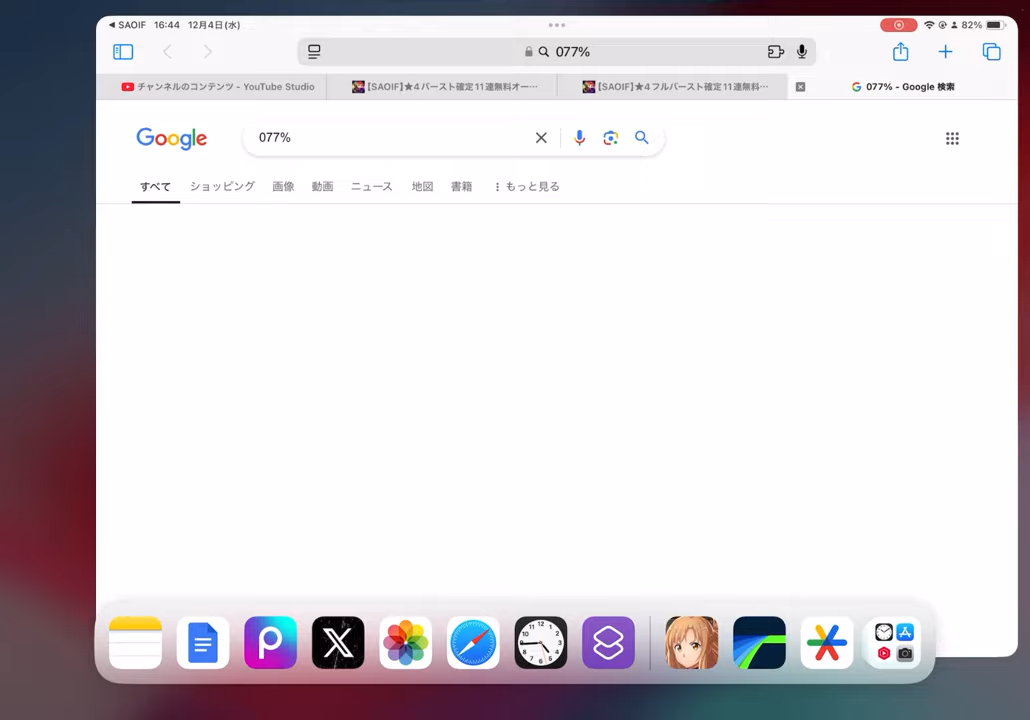 SAOIF 16:44 12月4日(水)
82%
077%
チャンネルのコンテンツ - YouTube Studio
【SAOIF】★4バースト確定11連無料オー…
【SAOIF】★4フルバースト確定11連無料…
077% - Google 検索
Google
077%
すべて ショッピング 画像 動画 ニュース 地図 書籍 もっと見る